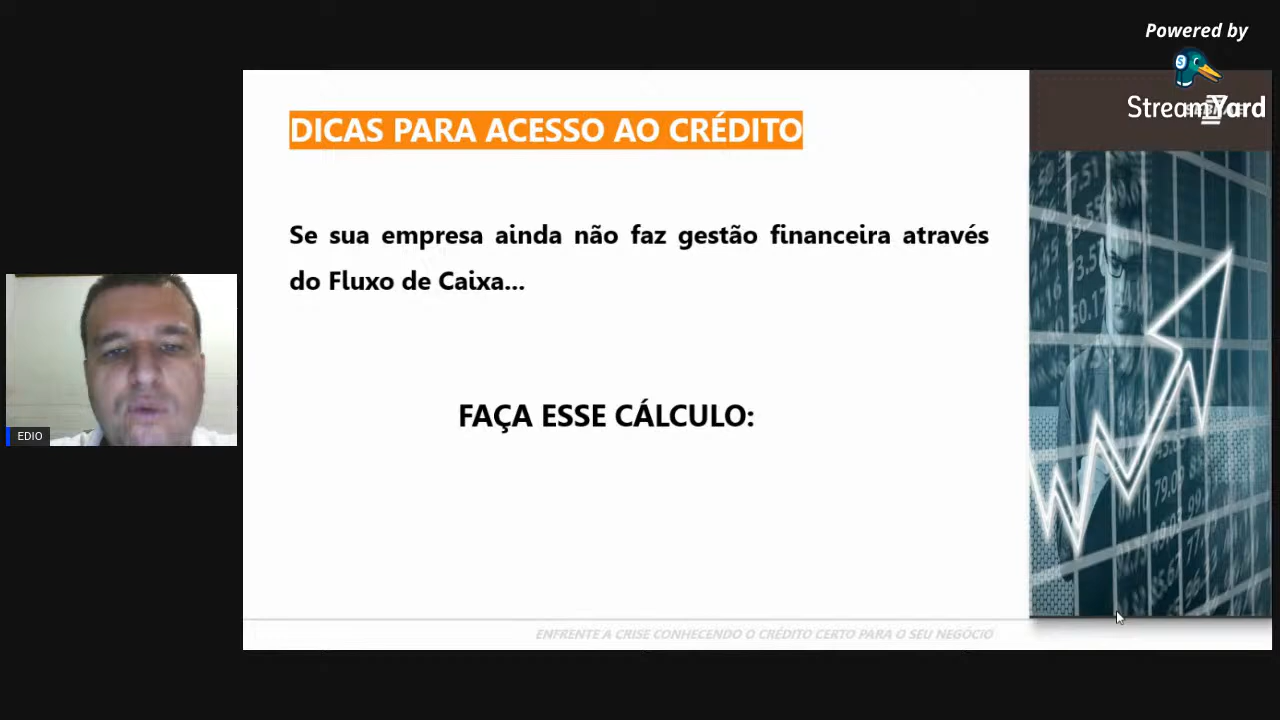 Powered by
StreamYard
DICAS PARA ACESSO AO CRÉDITO
Se sua empresa ainda não faz gestão financeira através
do Fluxo de Caixa...
FAÇA ESSE CÁLCULO:
EDIO
ENFRENTE A CRISE CONHECENDO O CRÉDITO CERTO PARA O SEU NEGÓCIO